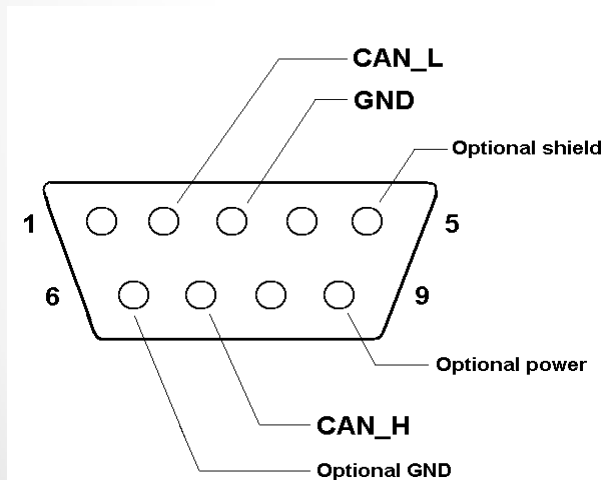 CAN_L
GND
Optional shield
1
5
6
9
Optional power
CAN_H
Optional GND